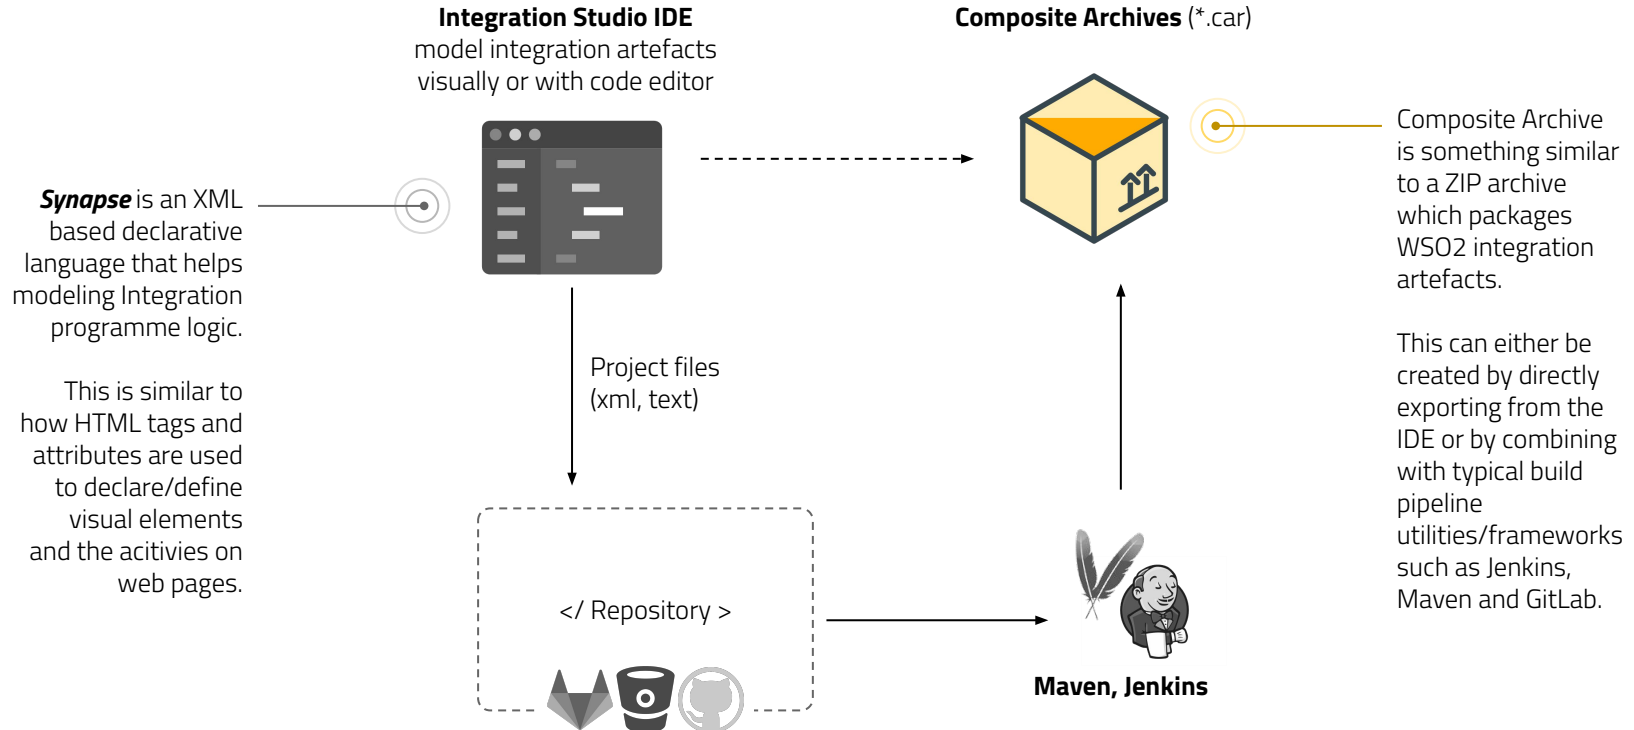 Integration Studio IDE
model integration artefacts
visually or with code editor
Composite Archives (*.car)
Synapse is an XML
based declarative
language that helps
modeling Integration
programme logic.
This is similar to
how HTML tags and
attributes are used
to declare/define
visual elements
and the acitivies on
web pages.
Project files
(xml, text)
</ Repository >
Maven, Jenkins
Composite Archive
is something similar
to a ZIP archive
which packages
WSO2 integration
artefacts.
This can either be
created by directly
exporting from the
IDE or by combining
with typical build
pipeline
utilities/frameworks
such as Jenkins,
Maven and GitLab.